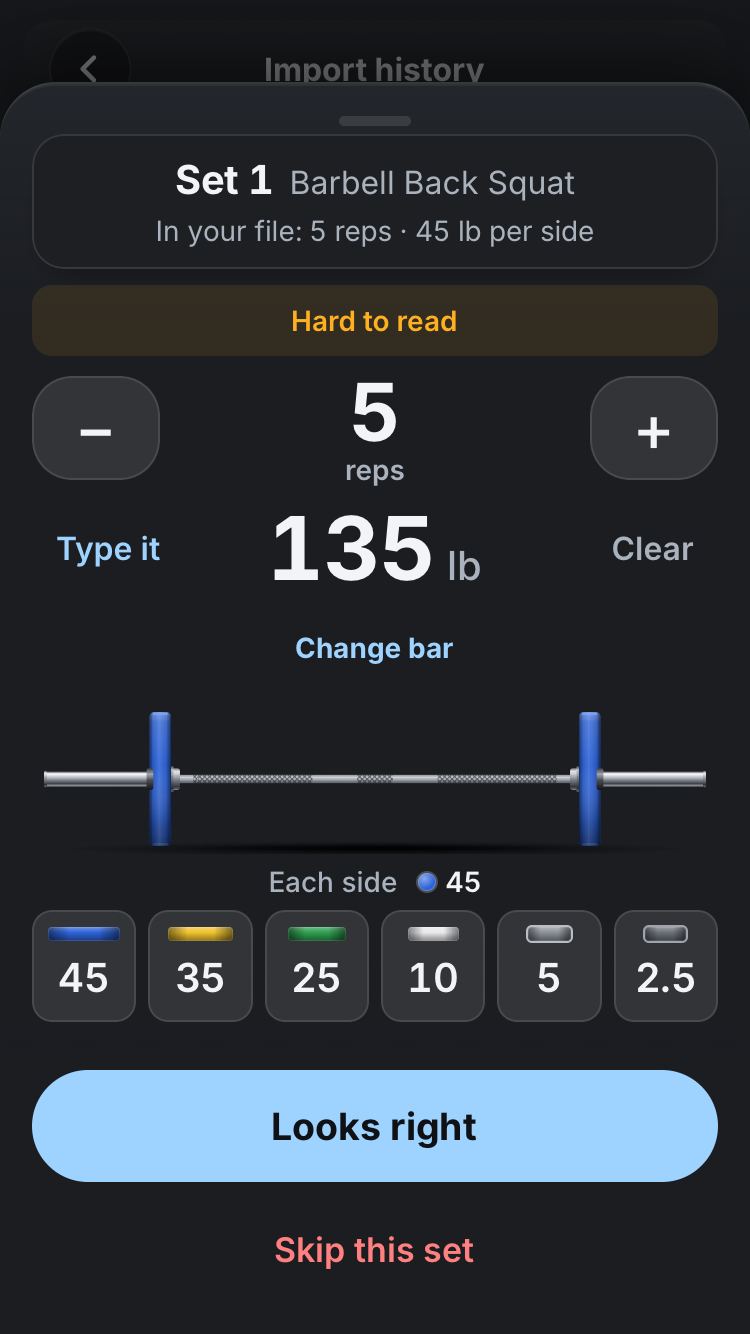 Import history
Set 1 Barbell Back Squat
In your file: 5 reps · 45 lb per side
Hard to read
− 5 +
reps
Type it 135 lb Clear
Change bar
Each side 45
45 35 25 10 5 2.5
Looks right
Skip this set